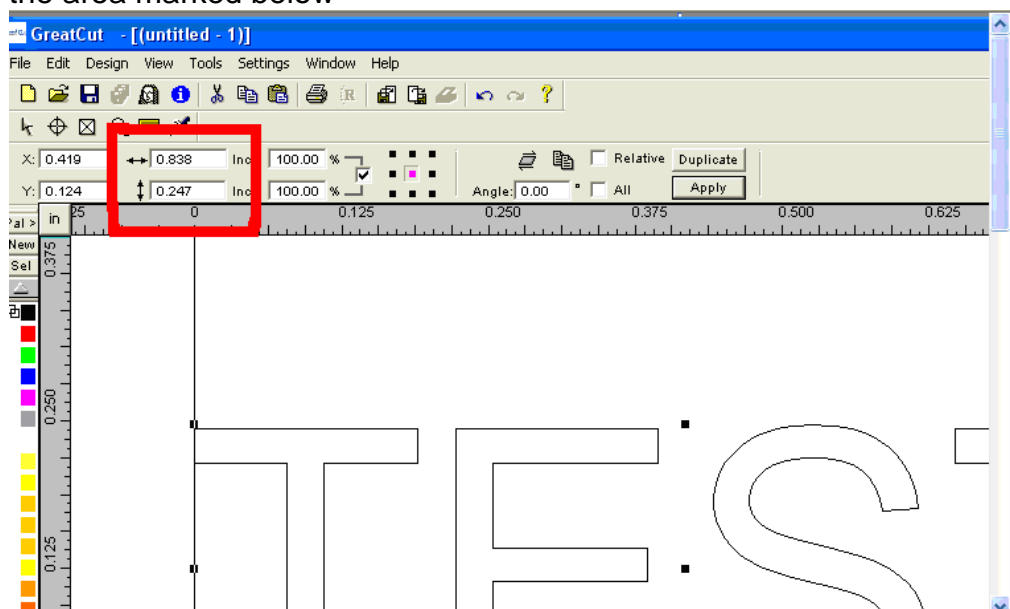 the area marked below
GreatCut - [(untitled - 1)]
File Edit Design View Tools Settings Window Help
X: 0.419 0.838 Inc 100.00 % Relative Duplicate
Y: 0.124 0.247 Inc 100.00 % Angle: 0.00 ° All Apply
Pal > in 25 0 0.125 0.250 0.375 0.500 0.625
New
Sel
0.375
0.250
0.125
TEST